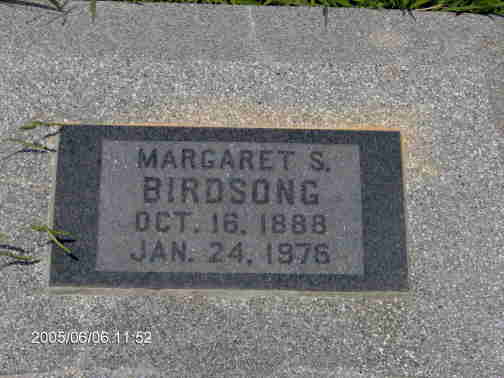 MARGARET S.
BIRDSONG
OCT. 16, 1888
JAN. 24, 1976
2005/06/06 11:52